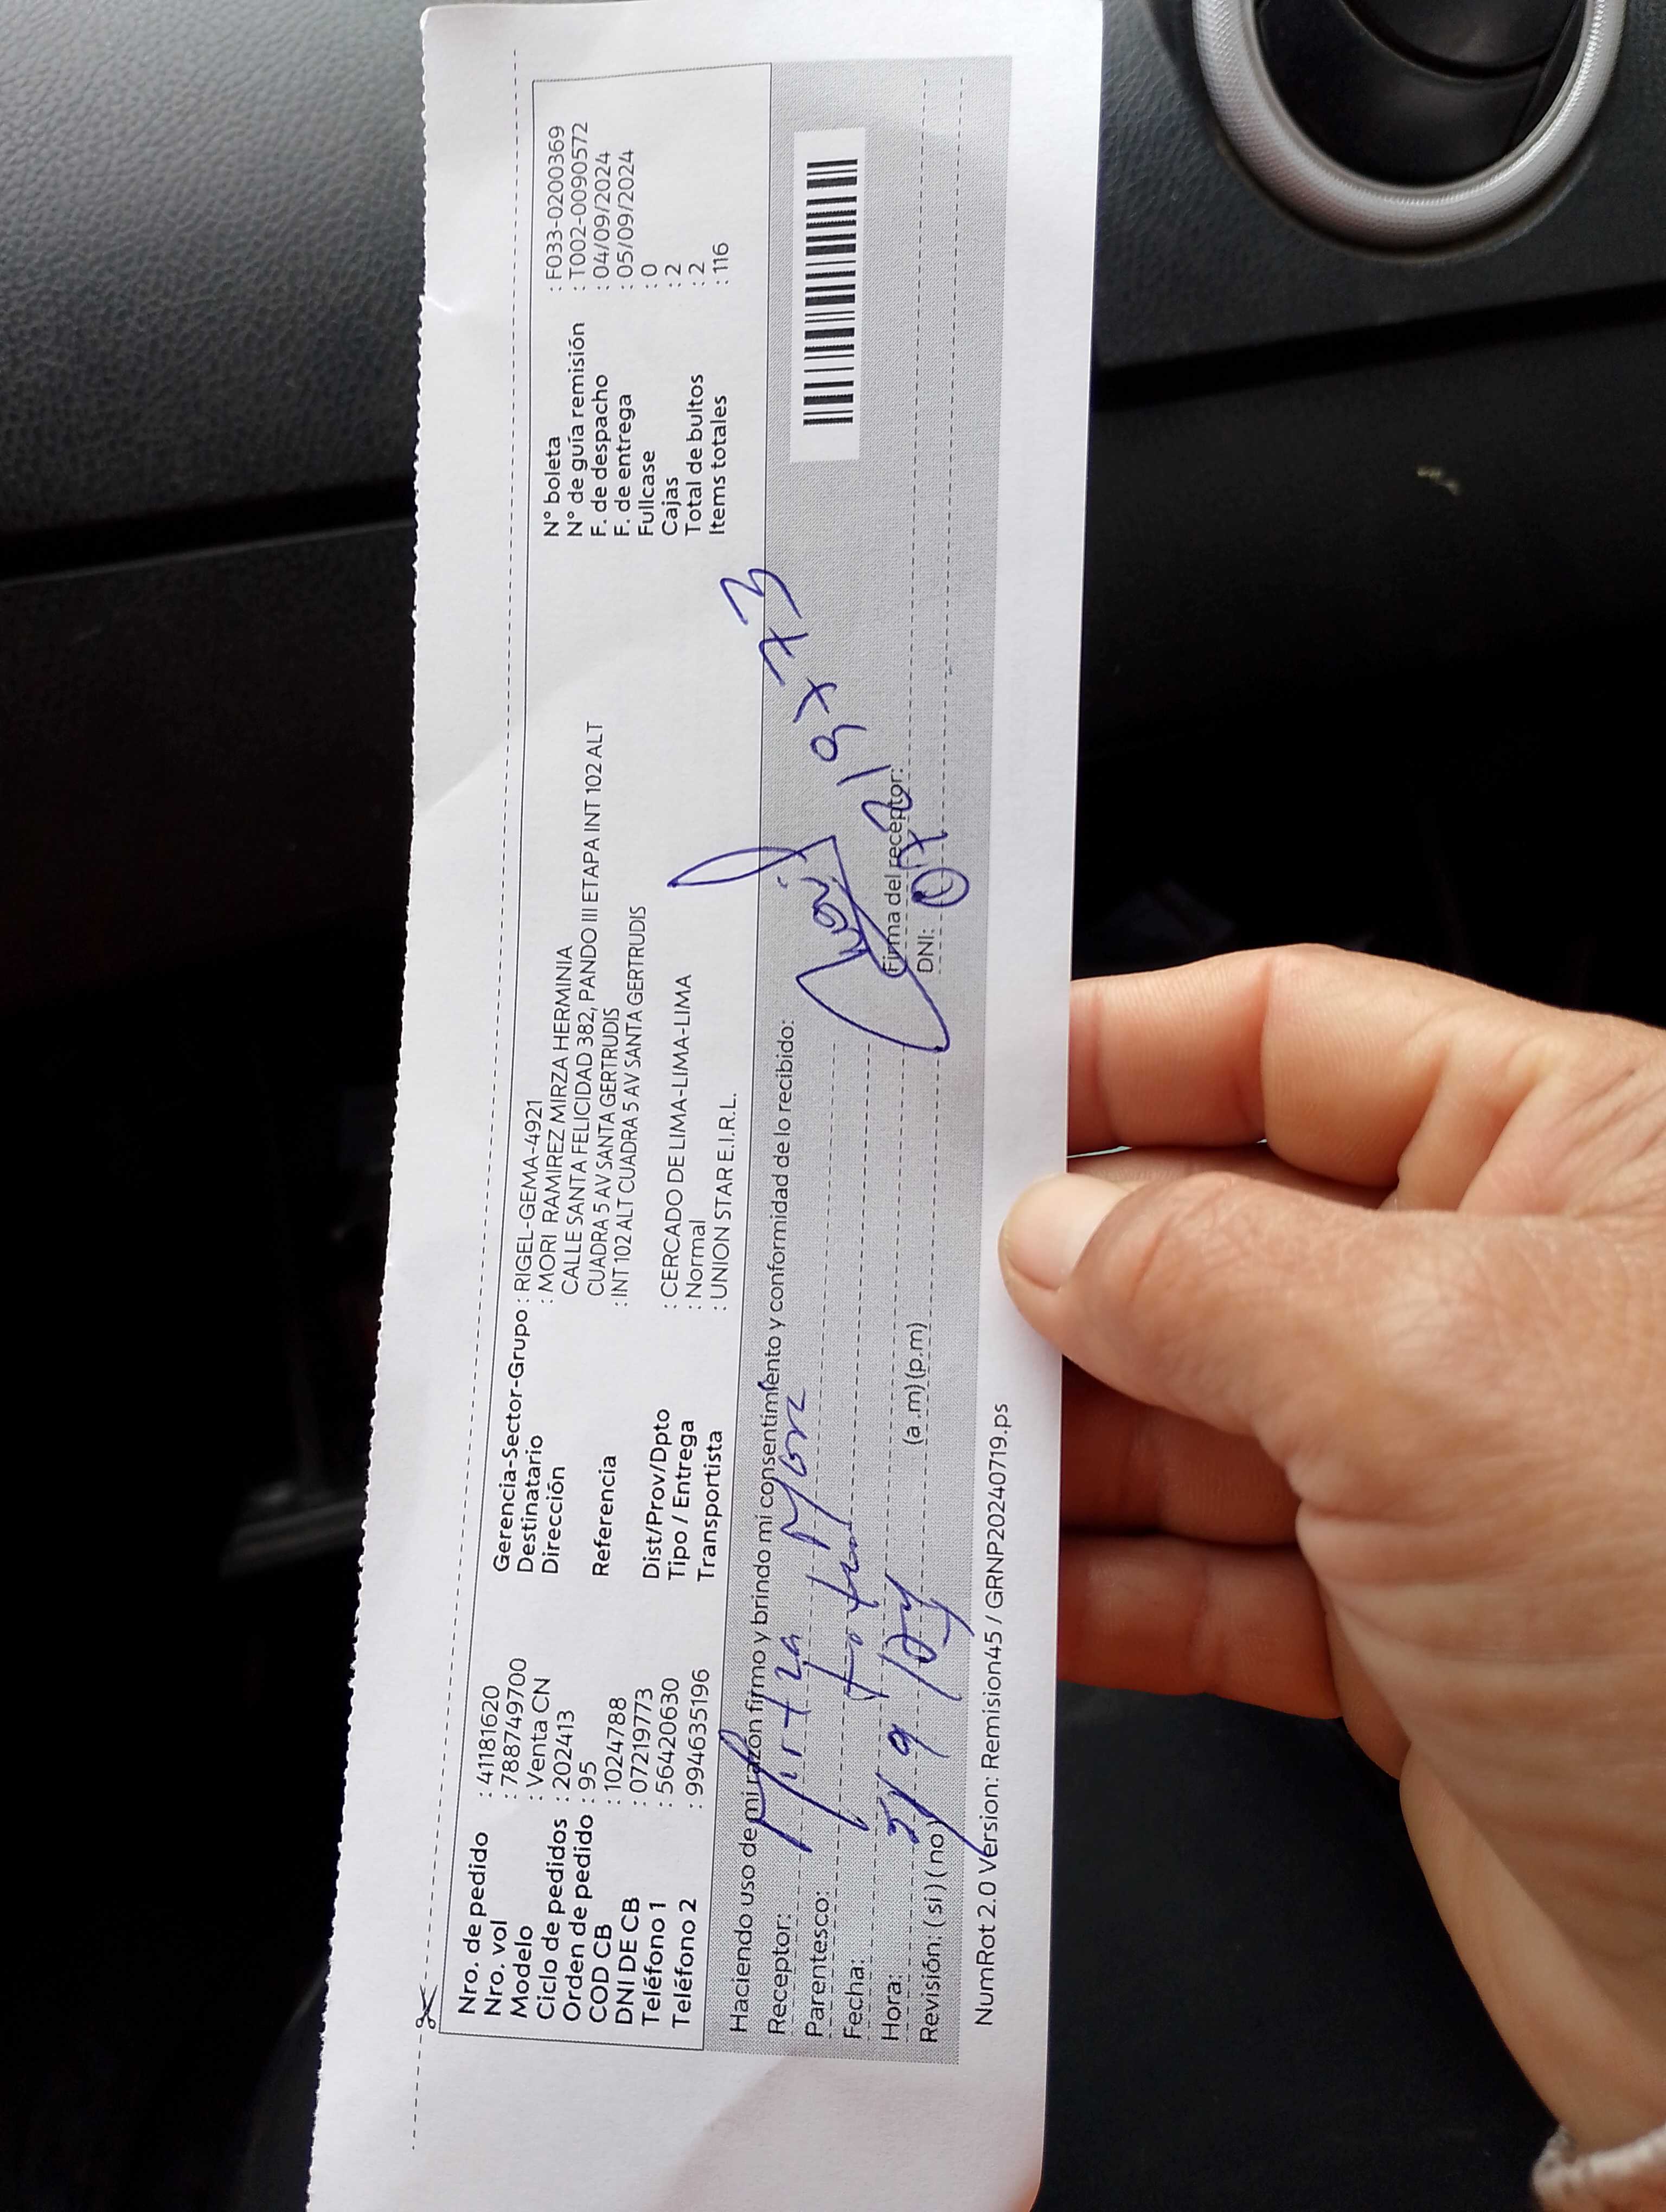 Nro. de pedido : 41181620
Nro. vol : 788749700
Modelo : Venta CN
Ciclo de pedidos : 202413
Orden de pedido : 95
COD CB : 1024788
DNI DE CB : 07219773
Teléfono 1 : 56420630
Teléfono 2 : 994635196
Gerencia-Sector-Grupo : RIGEL-GEMA-4921
Destinatario : MORI RAMIREZ MIRZA HERMINIA
Dirección CALLE SANTA FELICIDAD 382, PANDO III ETAPA INT 102 ALT
CUADRA 5 AV SANTA GERTRUDIS
Referencia : INT 102 ALT CUADRA 5 AV SANTA GERTRUDIS
Dist/Prov/Dpto : CERCADO DE LIMA-LIMA-LIMA
Tipo / Entrega : Normal
Transportista : UNION STAR E.I.R.L.
N° boleta : F033-0200369
N° de guía remisión : T002-0090572
F. de despacho : 04/09/2024
F. de entrega : 05/09/2024
Fullcase : 0
Cajas : 2
Total de bultos : 2
Items totales : 116
Haciendo uso de mi razón firmo y brindo mi consentimiento y conformidad de lo recibido:
Receptor: Mirtza Mori
Parentesco:
Fecha:
Hora: (a.m) (p.m)
Revisión: ( si ) ( no )
Firma del receptor:
DNI: 07219773
NumRot 2.0 Version: Remision45 / GRNP20240719.ps